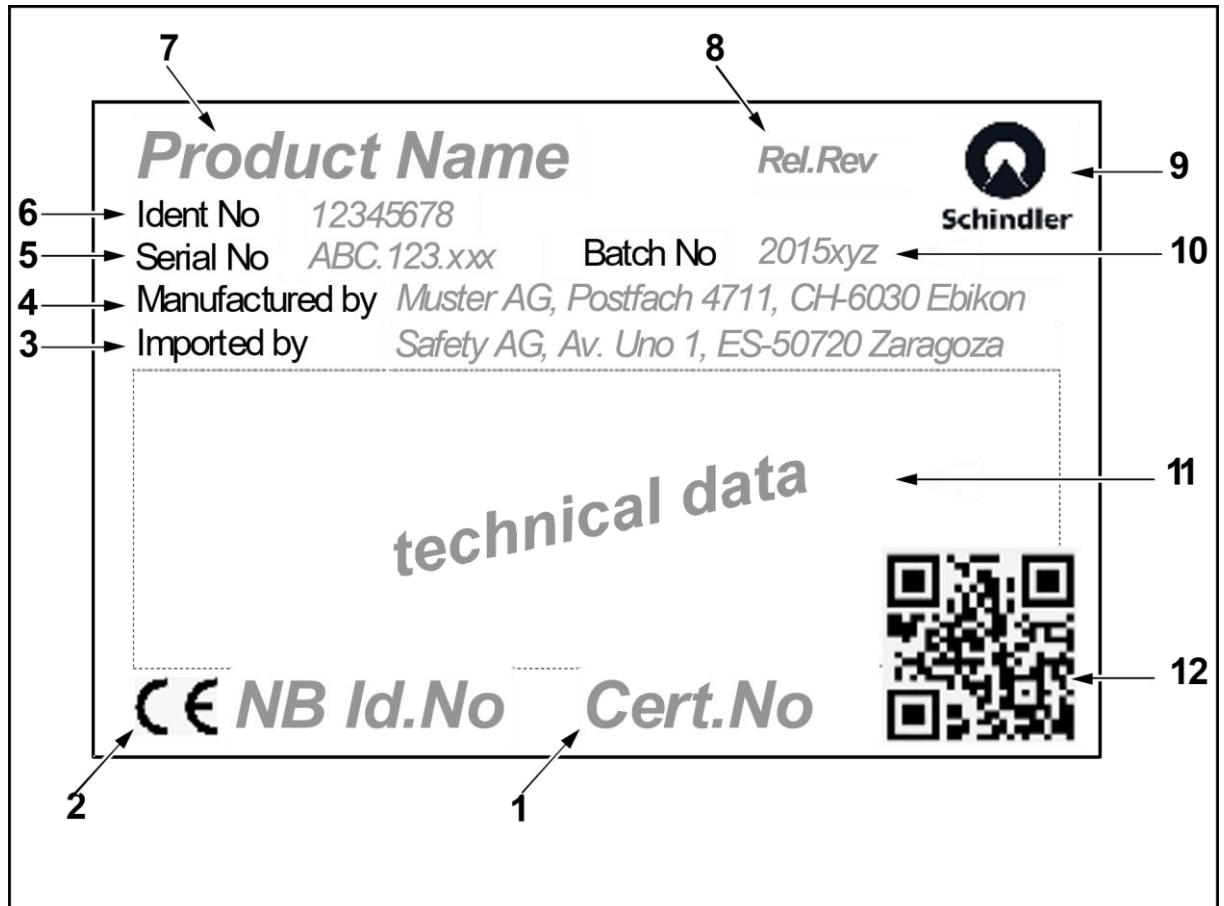 7 8
Product Name Rel.Rev
9
Schindler
6 Ident No 12345678
5 Serial No ABC.123.xxx Batch No 2015xyz 10
4 Manufactured by Muster AG, Postfach 4711, CH-6030 Ebikon
3 Imported by Safety AG, Av. Uno 1, ES-50720 Zaragoza
technical data 11
12
CE NB Id.No Cert.No
2 1